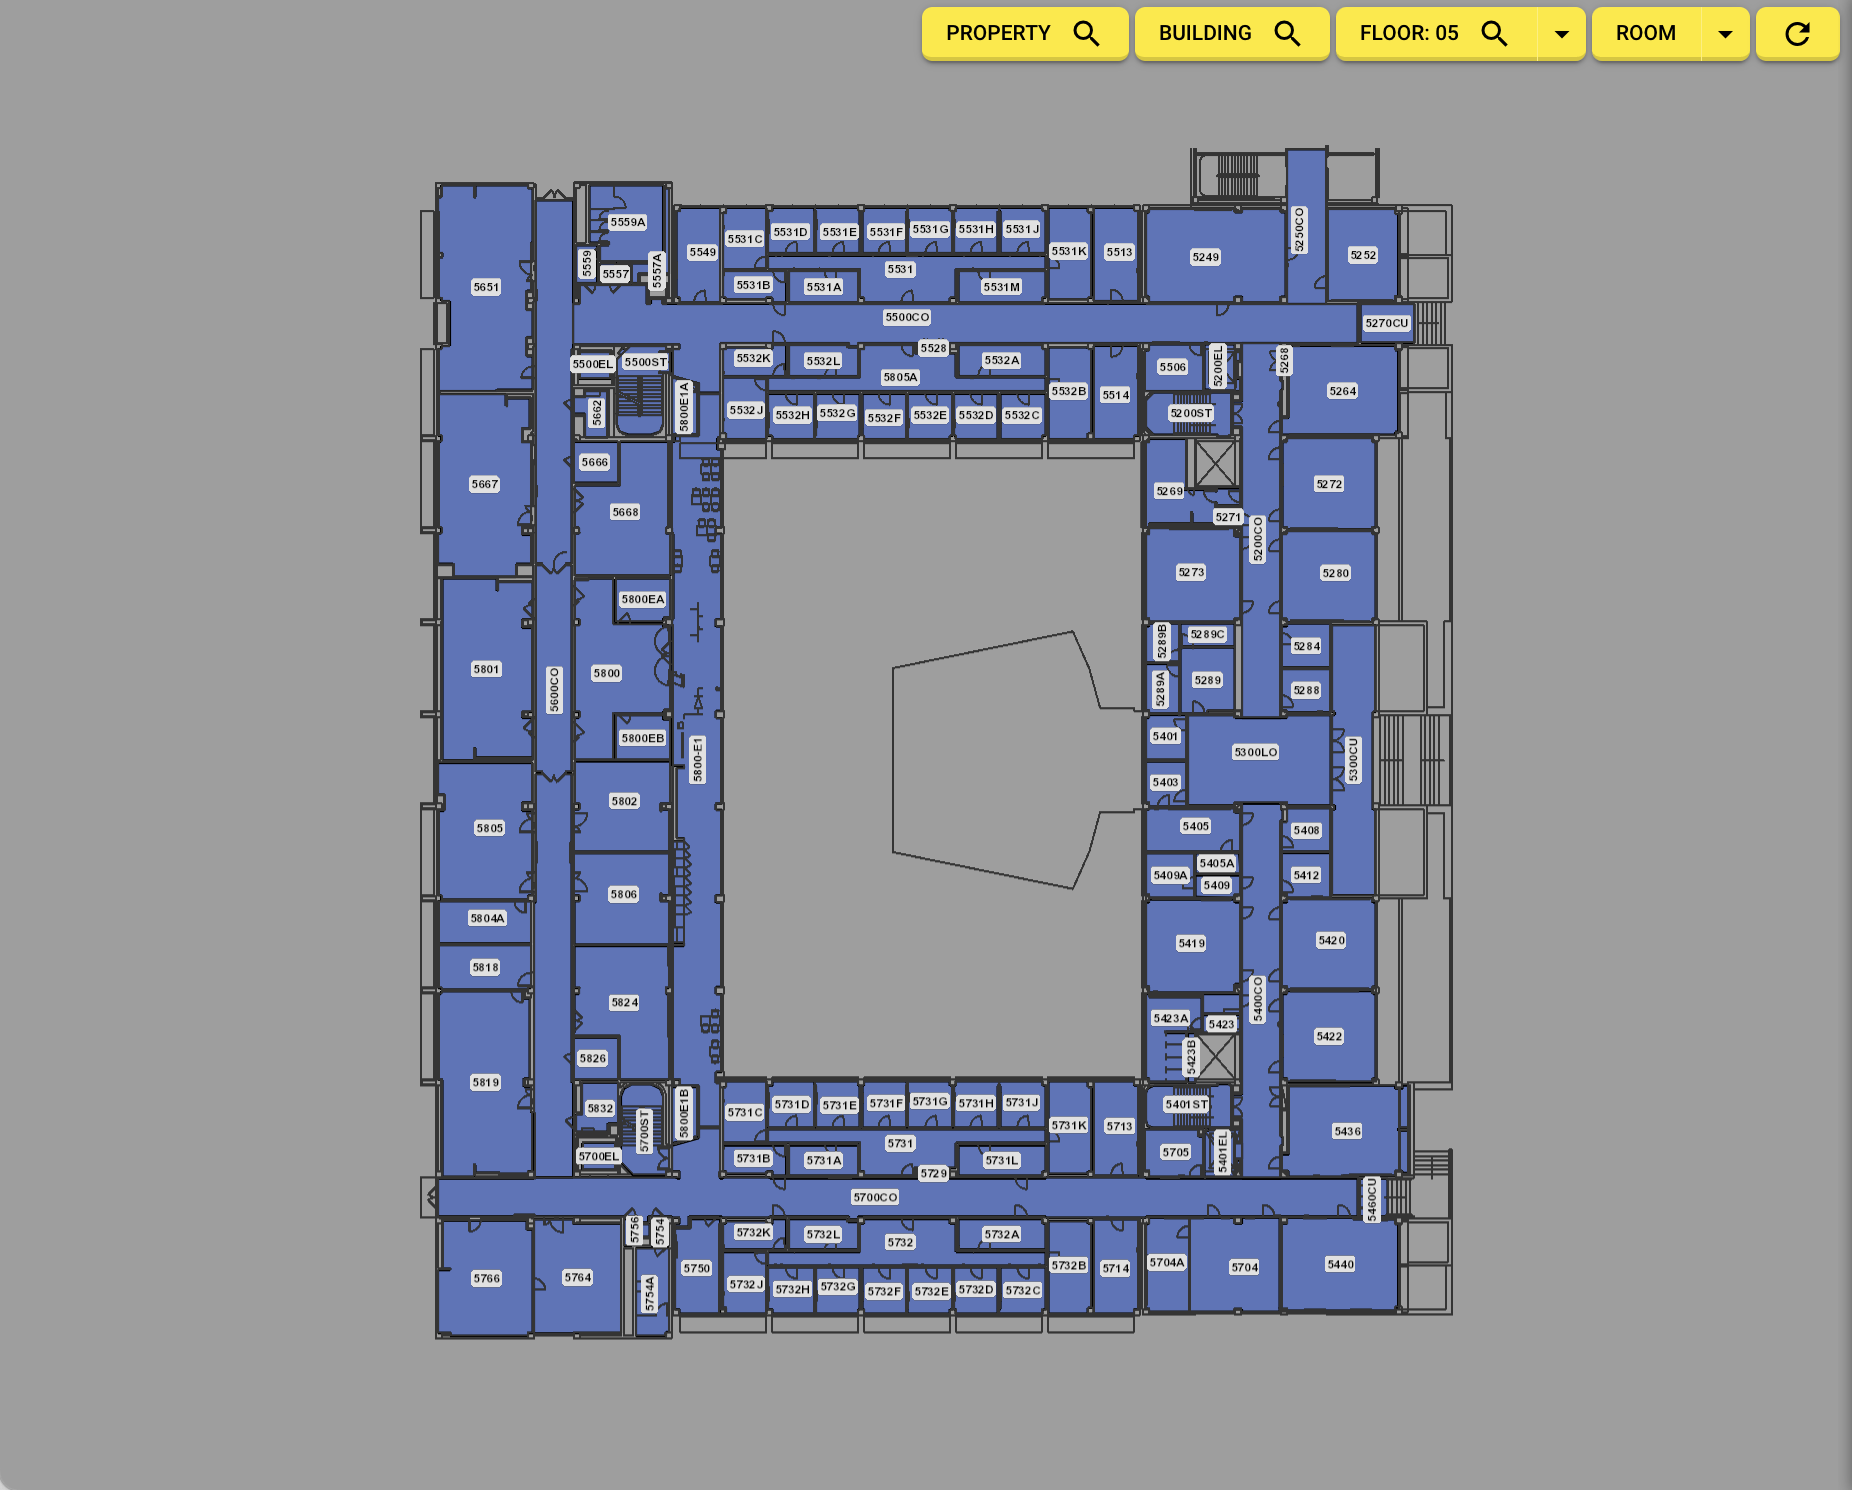 PROPERTY BUILDING FLOOR: 05 ROOM
5250CO
5559A
5531C 5531D 5531E 5531F 5531G 5531H 5531J
5549 5531K 5513 5249 5252
5559 5557 5557A 5531
5651 5531B 5531A 5531M
5500CO 5270CU
5528
5500EL 5500ST 5532K 5532L 5532A 5506 5200EL 5268
5805A
5662 5800E1A 5532B 5514 5264
5532J 5532H 5532G 5532F 5532E 5532D 5532C 5200ST
5666
5667 5269 5272
5668 5271
5200CO
5273 5280
5800EA
5289B 5289C 5284
5801 5800 5289A 5289 5288
5600CO
5800EB 5401 5300LO
5800-E1 5300CU
5403
5802
5805 5405 5408
5405A
5806 5409A 5409 5412
5804A
5419 5420
5818
5824 5400CO
5423A 5423
5422
5826 5423B
5819 5731C 5731D 5731E 5731F 5731G 5731H 5731J
5832 5800E1B 5401ST
5700ST 5731K 5713 5436
5731
5700EL 5731B 5731A 5731L 5705 5401EL
5729
5700CO 5460CU
5756 5754 5732K 5732L 5732 5732A
5766 5764 5750 5732B 5714 5704A 5704 5440
5754A 5732J 5732H 5732G 5732F 5732E 5732D 5732C